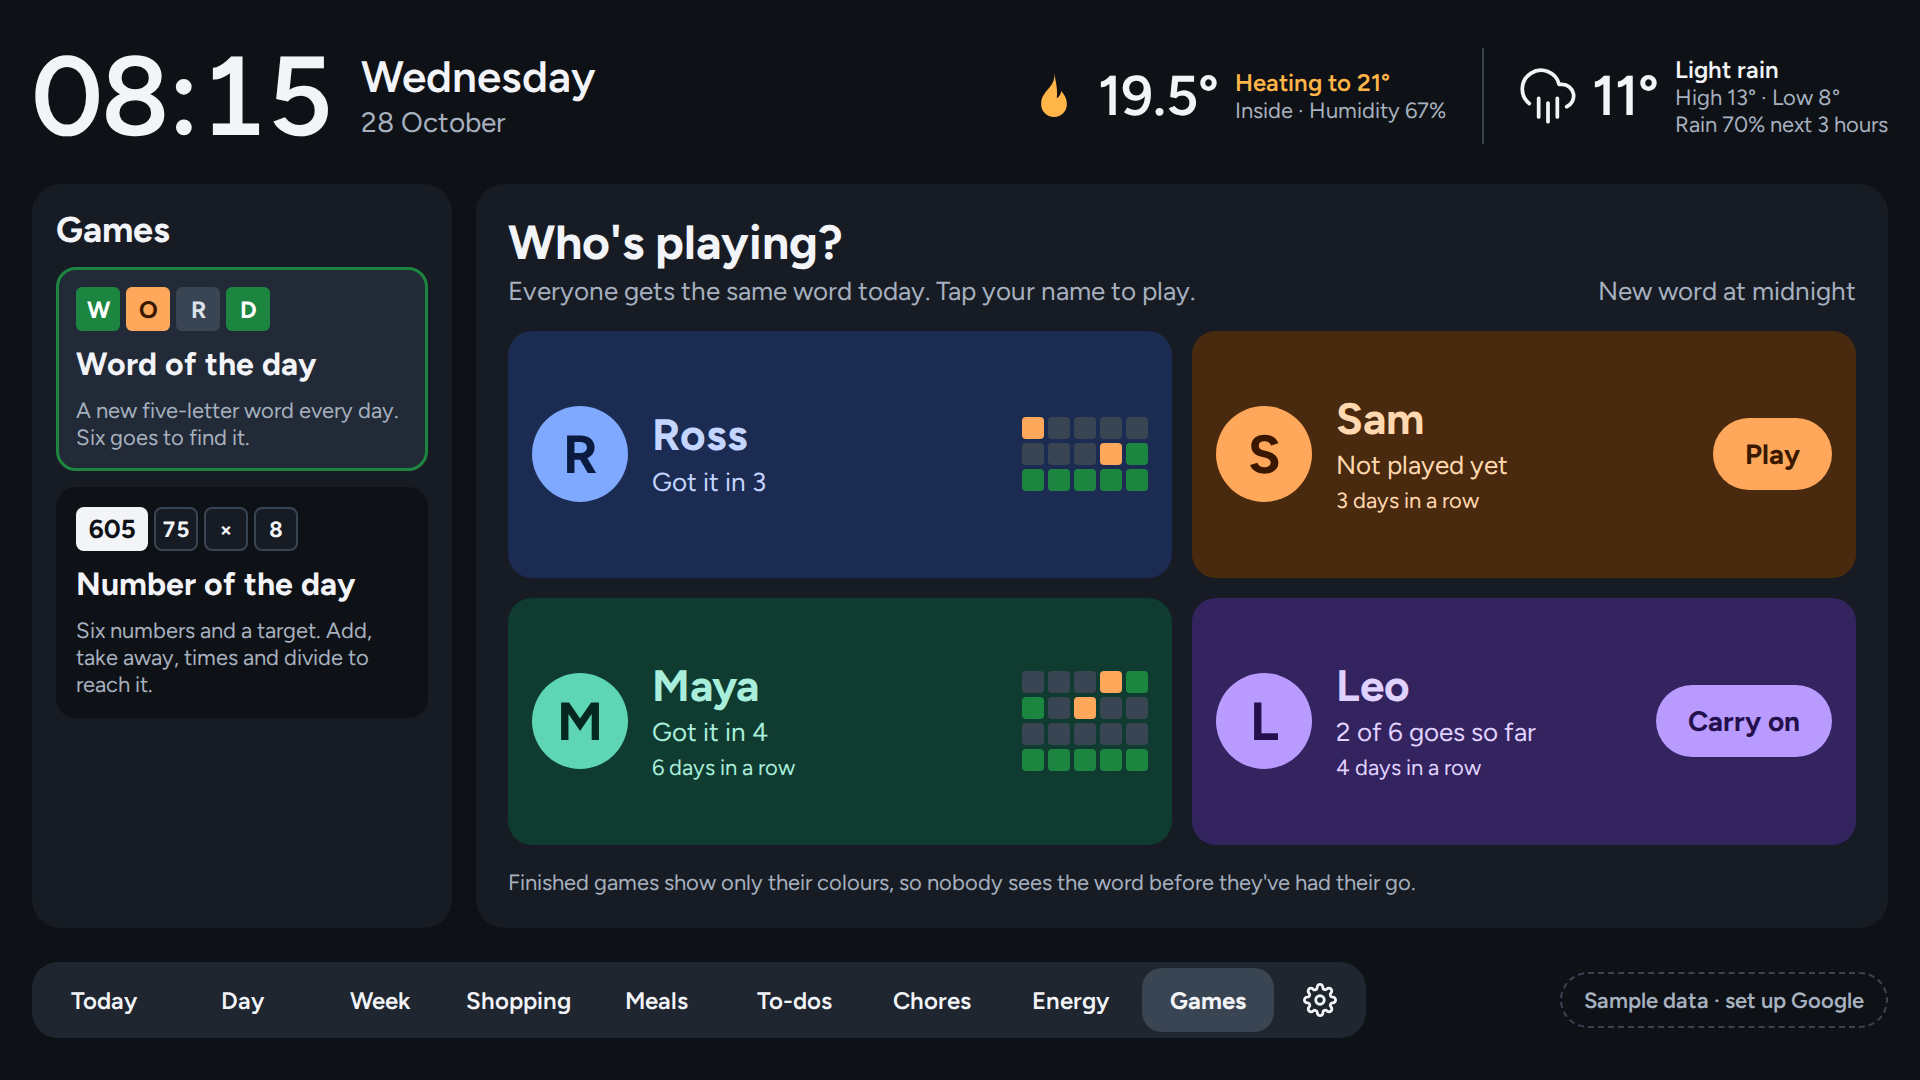 08:15
Wednesday
28 October
19.5°
Heating to 21°
Inside · Humidity 67%
11°
Light rain
High 13° · Low 8°
Rain 70% next 3 hours
Games
W O R D
Word of the day
A new five-letter word every day.
Six goes to find it.
605 75 × 8
Number of the day
Six numbers and a target. Add,
take away, times and divide to
reach it.
Who's playing?
Everyone gets the same word today. Tap your name to play.
New word at midnight
R
Ross
Got it in 3
S
Sam
Not played yet
3 days in a row
Play
M
Maya
Got it in 4
6 days in a row
L
Leo
2 of 6 goes so far
4 days in a row
Carry on
Finished games show only their colours, so nobody sees the word before they've had their go.
Today Day Week Shopping Meals To-dos Chores Energy Games
Sample data · set up Google